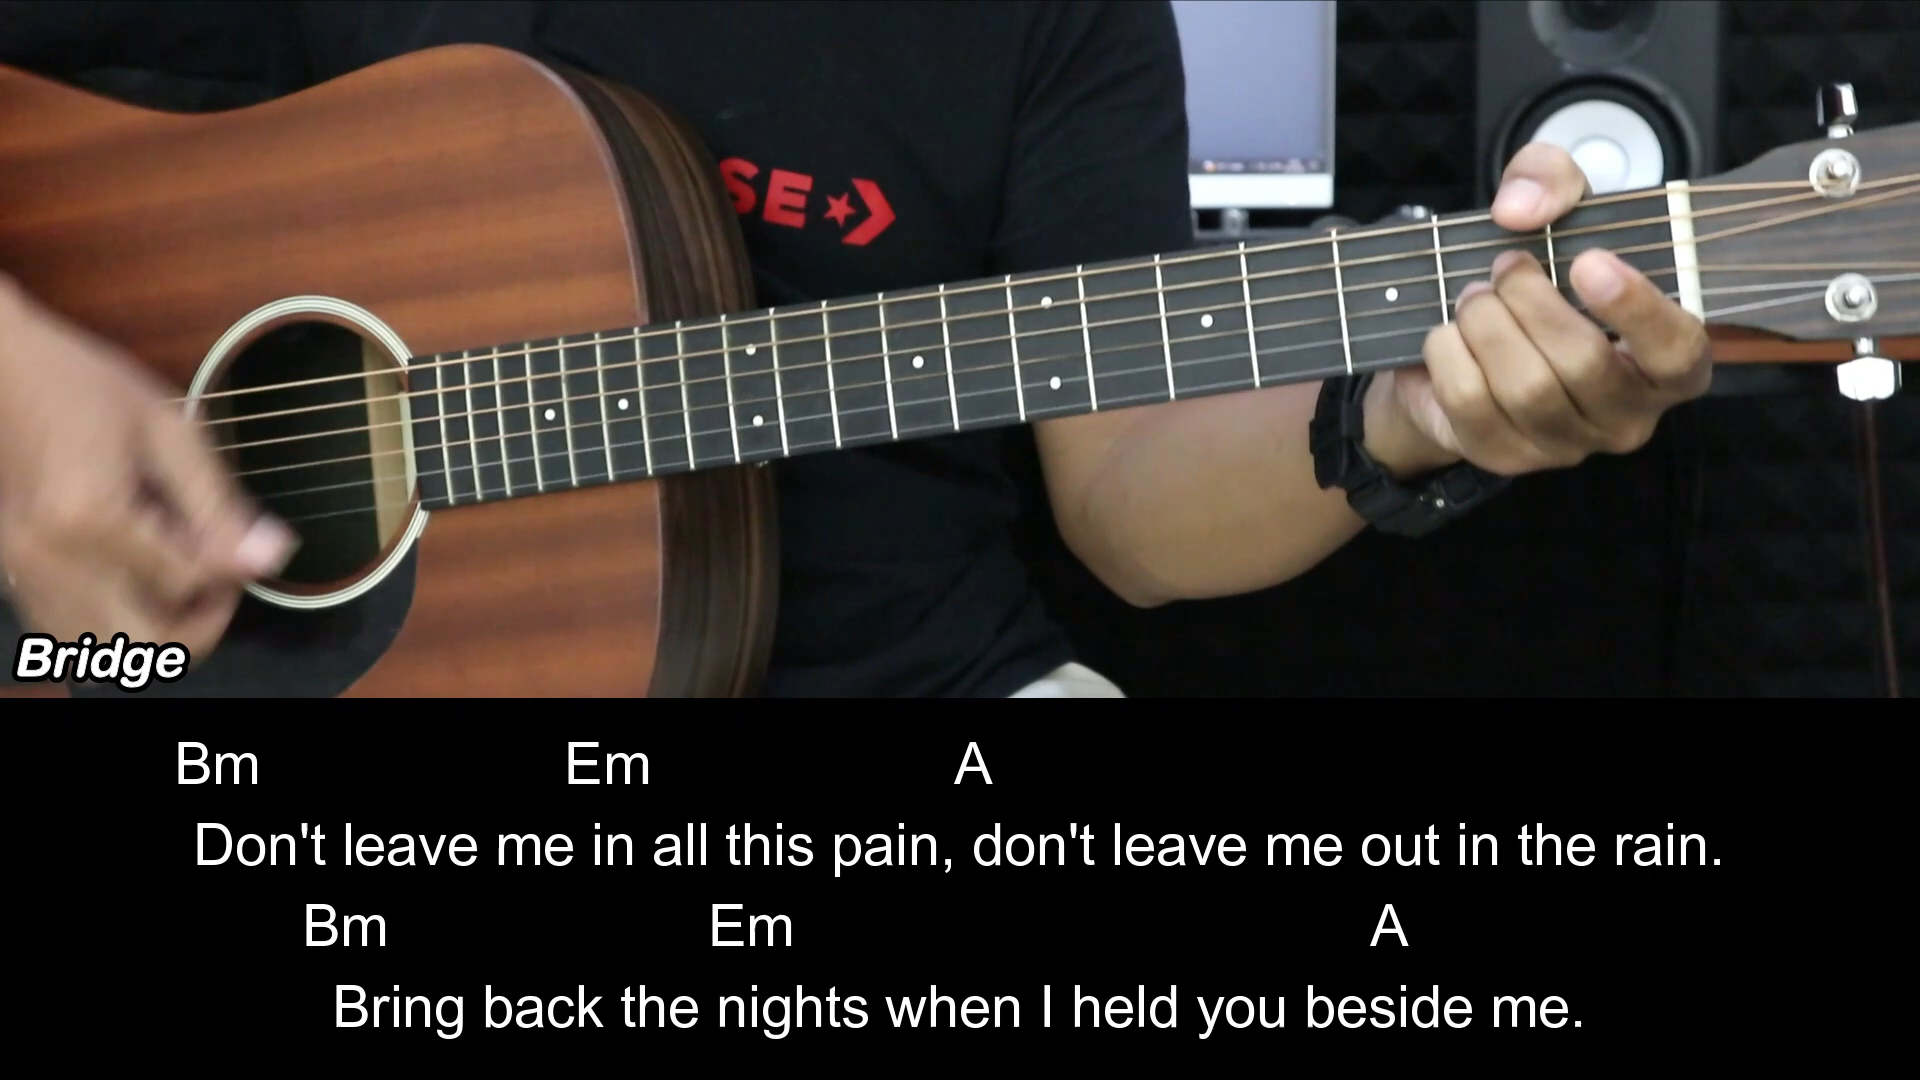 SE
Bridge
Bm Em A
Don't leave me in all this pain, don't leave me out in the rain.
Bm Em A
Bring back the nights when I held you beside me.